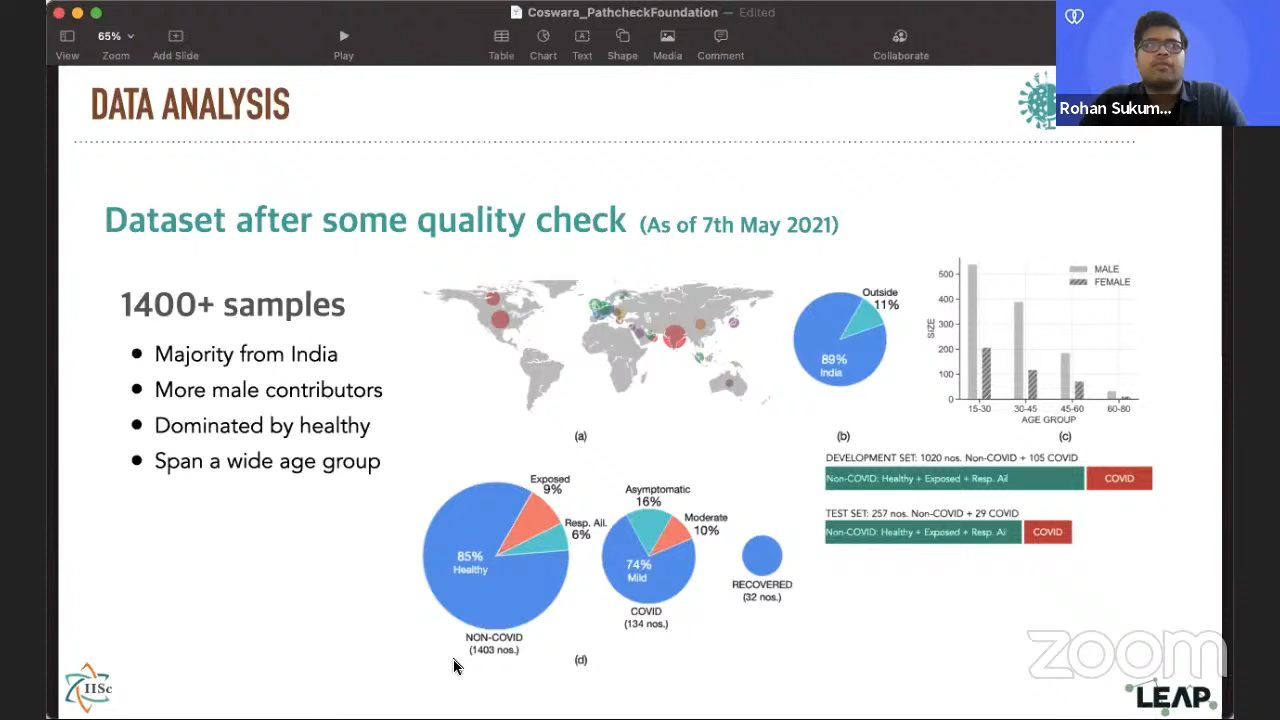 Coswara_PathcheckFoundation — Edited
65%
View Zoom Add Slide Play Table Chart Text Shape Media Comment Collaborate
Rohan Sukum...
DATA ANALYSIS
Dataset after some quality check (As of 7th May 2021)
1400+ samples
• Majority from India
• More male contributors
• Dominated by healthy
• Span a wide age group
(a)
Outside
11%
89%
India
(b)
MALE
FEMALE
SIZE
500
400
300
200
100
0
15-30 30-45 45-60 60-80
AGE GROUP
(c)
DEVELOPMENT SET: 1020 nos. Non-COVID + 105 COVID
Non-COVID: Healthy + Exposed + Resp. Ail COVID
TEST SET: 257 nos. Non-COVID + 29 COVID
Non-COVID: Healthy + Exposed + Resp. Ail COVID
Exposed
9%
Resp. Ail.
6%
85%
Healthy
NON-COVID
(1403 nos.)
Asymptomatic
16%
Moderate
10%
74%
Mild
COVID
(134 nos.)
RECOVERED
(32 nos.)
(d)
zoom
IISc
LEAP